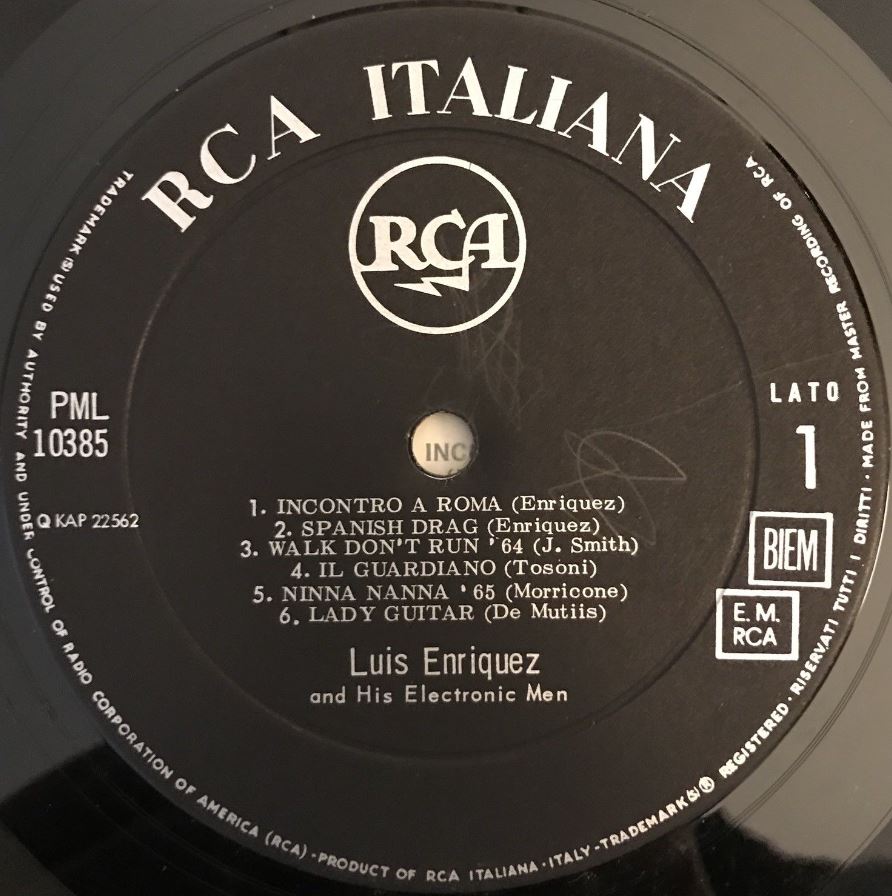 RCA ITALIANA
RCA
TRADEMARK(S) USED BY AUTHORITY AND UNDER CONTROL OF RADIO CORPORATION OF AMERICA (RCA) · PRODUCT OF RCA ITALIANA · ITALY - TRADEMARK(S) ® REGISTERED · RISERVATI TUTTI I DIRITTI · MADE FROM MASTER RECORDING OF RCA
PML
10385
Q KAP 22562
LATO
1
BIEM
E.M.
RCA
INC
1. INCONTRO A ROMA (Enriquez)
2. SPANISH DRAG (Enriquez)
3. WALK DON'T RUN '64 (J. Smith)
4. IL GUARDIANO (Tosoni)
5. NINNA NANNA '65 (Morricone)
6. LADY GUITAR (De Mutiis)
Luis Enriquez
and His Electronic Men